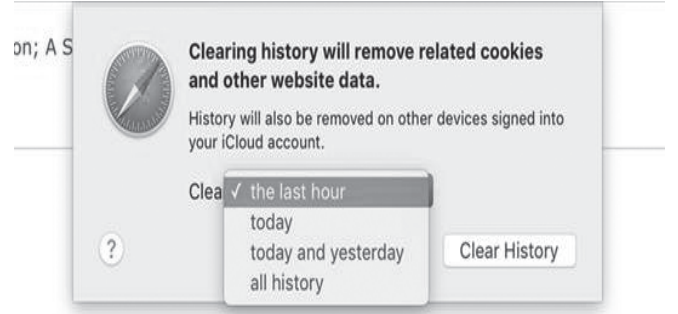 on; A S
Clearing history will remove related cookies
and other website data.
History will also be removed on other devices signed into
your iCloud account.
Clea ✓ the last hour
today
today and yesterday
all history
? Clear History